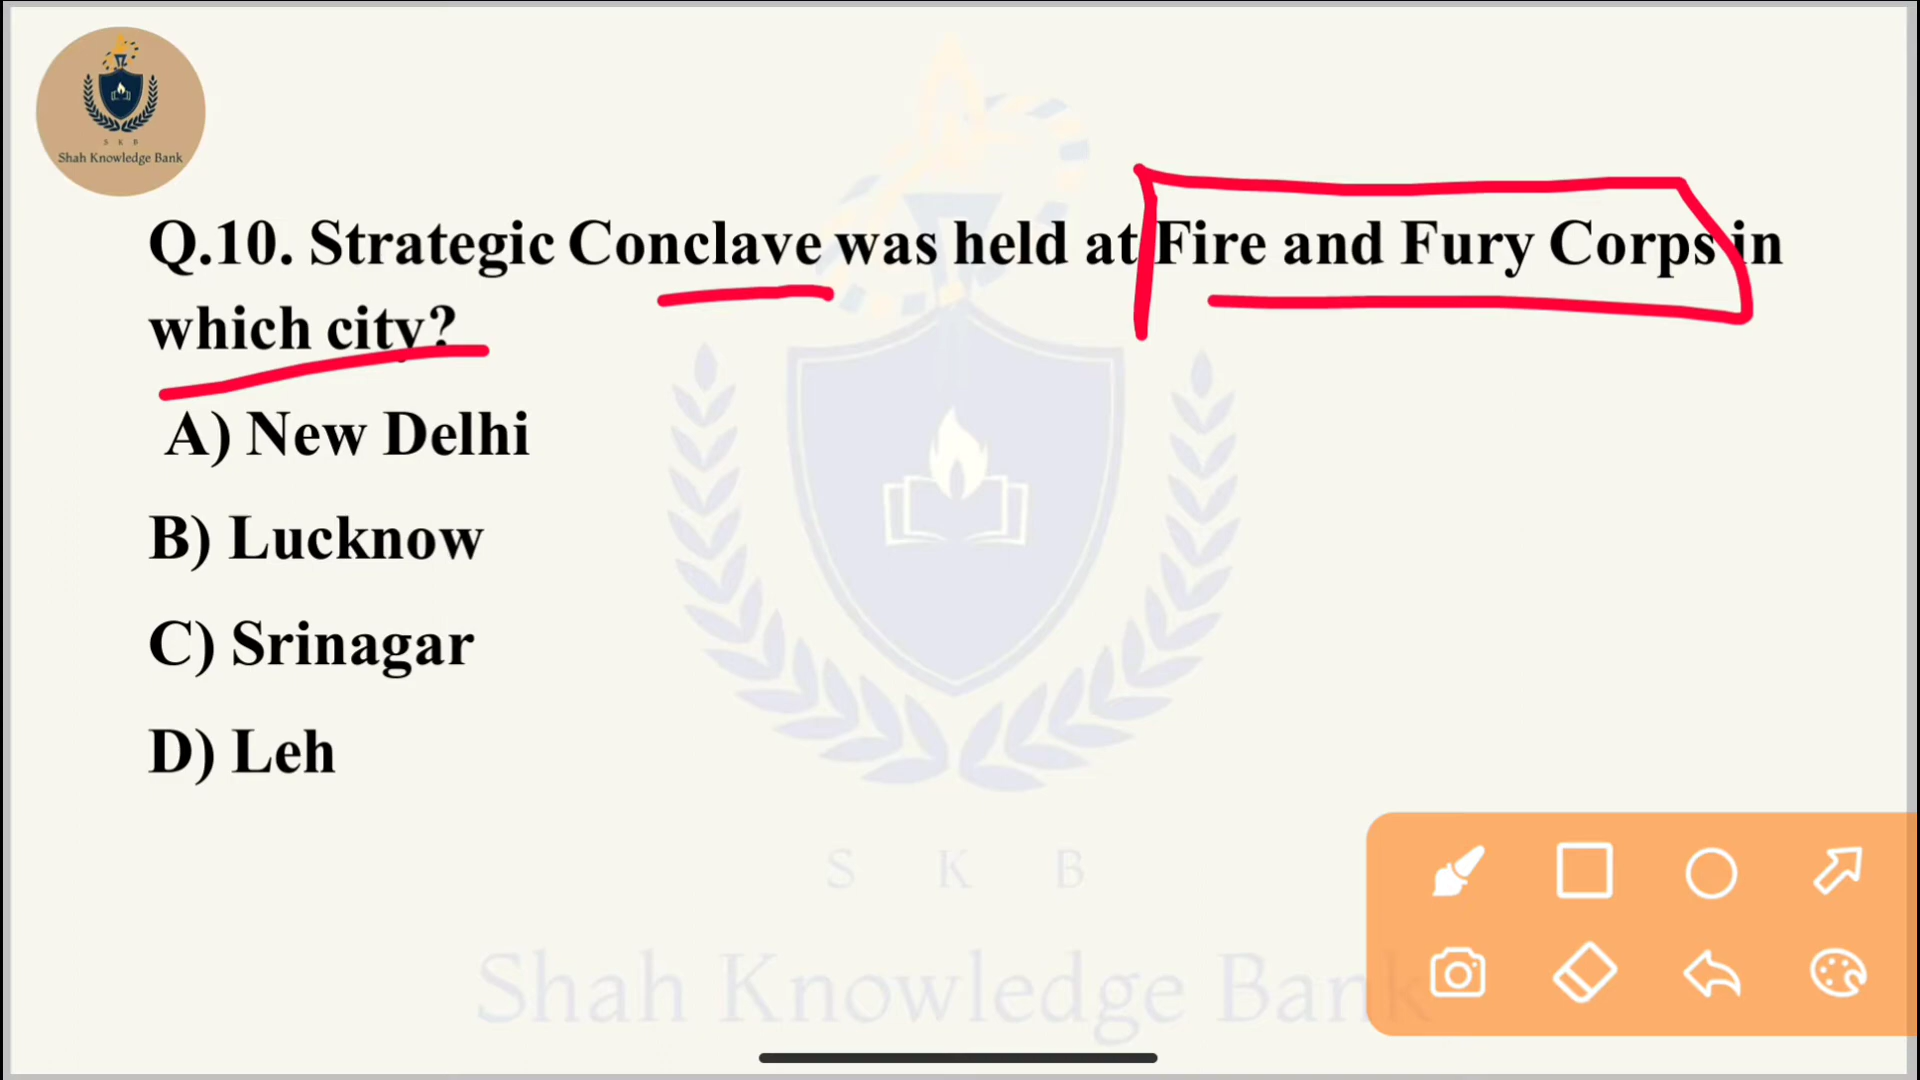 S K B
Shah Knowledge Bank
Q.10. Strategic Conclave was held at Fire and Fury Corps in
which city?
A) New Delhi
B) Lucknow
C) Srinagar
D) Leh
S K B
Shah Knowledge Bank